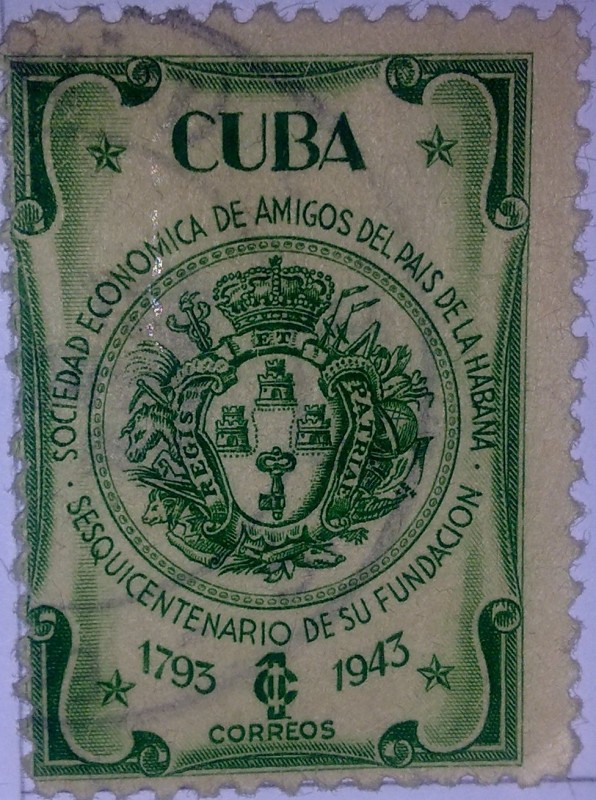 CUBA
SOCIEDAD ECONOMICA DE AMIGOS DEL PAIS DE LA HABANA
ET
REGIS
PATRIAE
SESQUICENTENARIO DE SU FUNDACION
1793 1¢ 1943
CORREOS